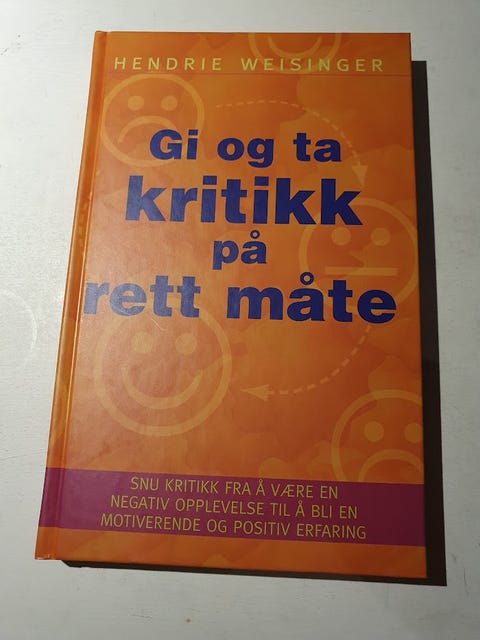 HENDRIE WEISINGER
Gi og ta
kritikk
på
rett måte
SNU KRITIKK FRA Å VÆRE EN
NEGATIV OPPLEVELSE TIL Å BLI EN
MOTIVERENDE OG POSITIV ERFARING